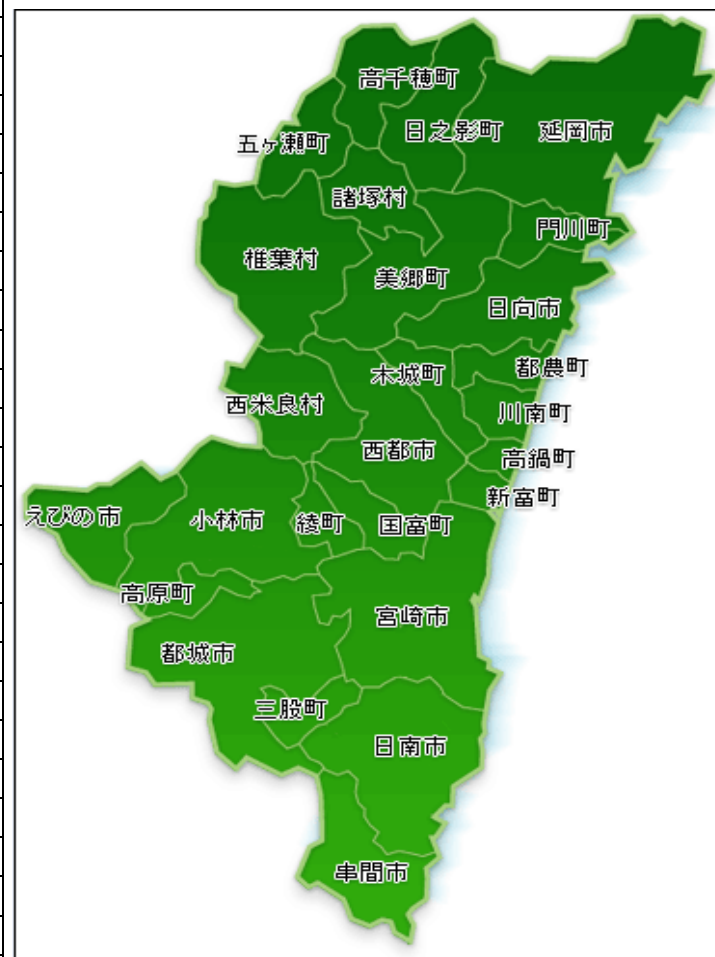 高千穂町
日之影町
延岡市
五ヶ瀬町
諸塚村
門川町
椎葉村
美郷町
日向市
都農町
木城町
西米良村
川南町
西都市
高鍋町
新富町
えびの市
小林市
綾町
国富町
高原町
宮崎市
都城市
三股町
日南市
串間市